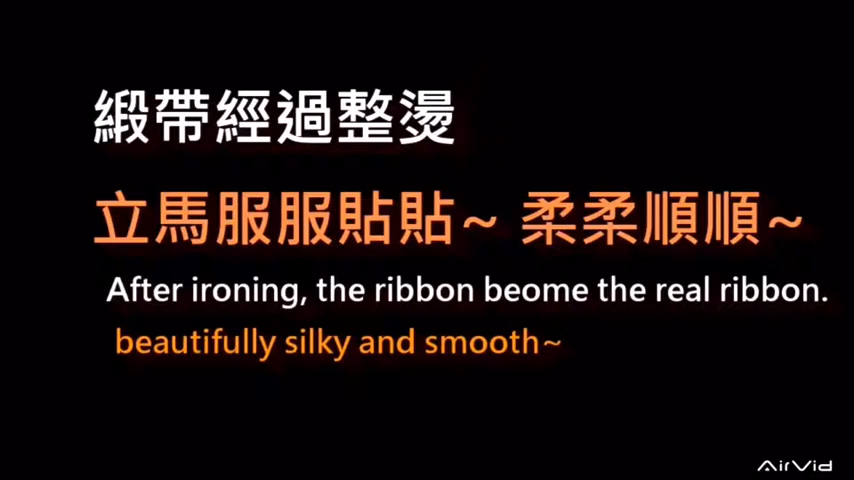 緞帶經過整燙
立馬服服貼貼~ 柔柔順順~
After ironing, the ribbon beome the real ribbon.
beautifully silky and smooth~
AirVid